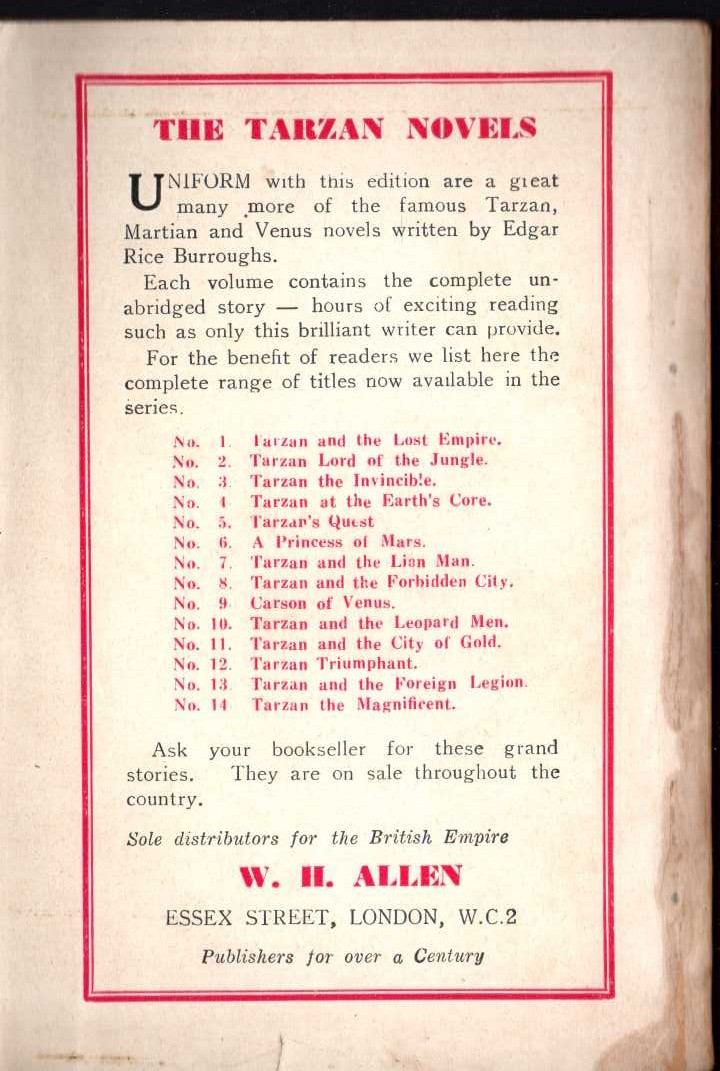 THE TARZAN NOVELS
UNIFORM with this edition are a great
many more of the famous Tarzan,
Martian and Venus novels written by Edgar
Rice Burroughs.
Each volume contains the complete un-
abridged story — hours of exciting reading
such as only this brilliant writer can provide.
For the benefit of readers we list here the
complete range of titles now available in the
series.
No. 1. Tarzan and the Lost Empire.
No. 2. Tarzan Lord of the Jungle.
No. 3. Tarzan the Invincible.
No. 4 Tarzan at the Earth's Core.
No. 5. Tarzan's Quest
No. 6. A Princess of Mars.
No. 7. Tarzan and the Lion Man.
No. 8. Tarzan and the Forbidden City.
No. 9 Carson of Venus.
No. 10. Tarzan and the Leopard Men.
No. 11. Tarzan and the City of Gold.
No. 12. Tarzan Triumphant.
No. 13. Tarzan and the Foreign Legion.
No. 14 Tarzan the Magnificent.
Ask your bookseller for these grand
stories. They are on sale throughout the
country.
Sole distributors for the British Empire
W. H. ALLEN
ESSEX STREET, LONDON, W.C.2
Publishers for over a Century